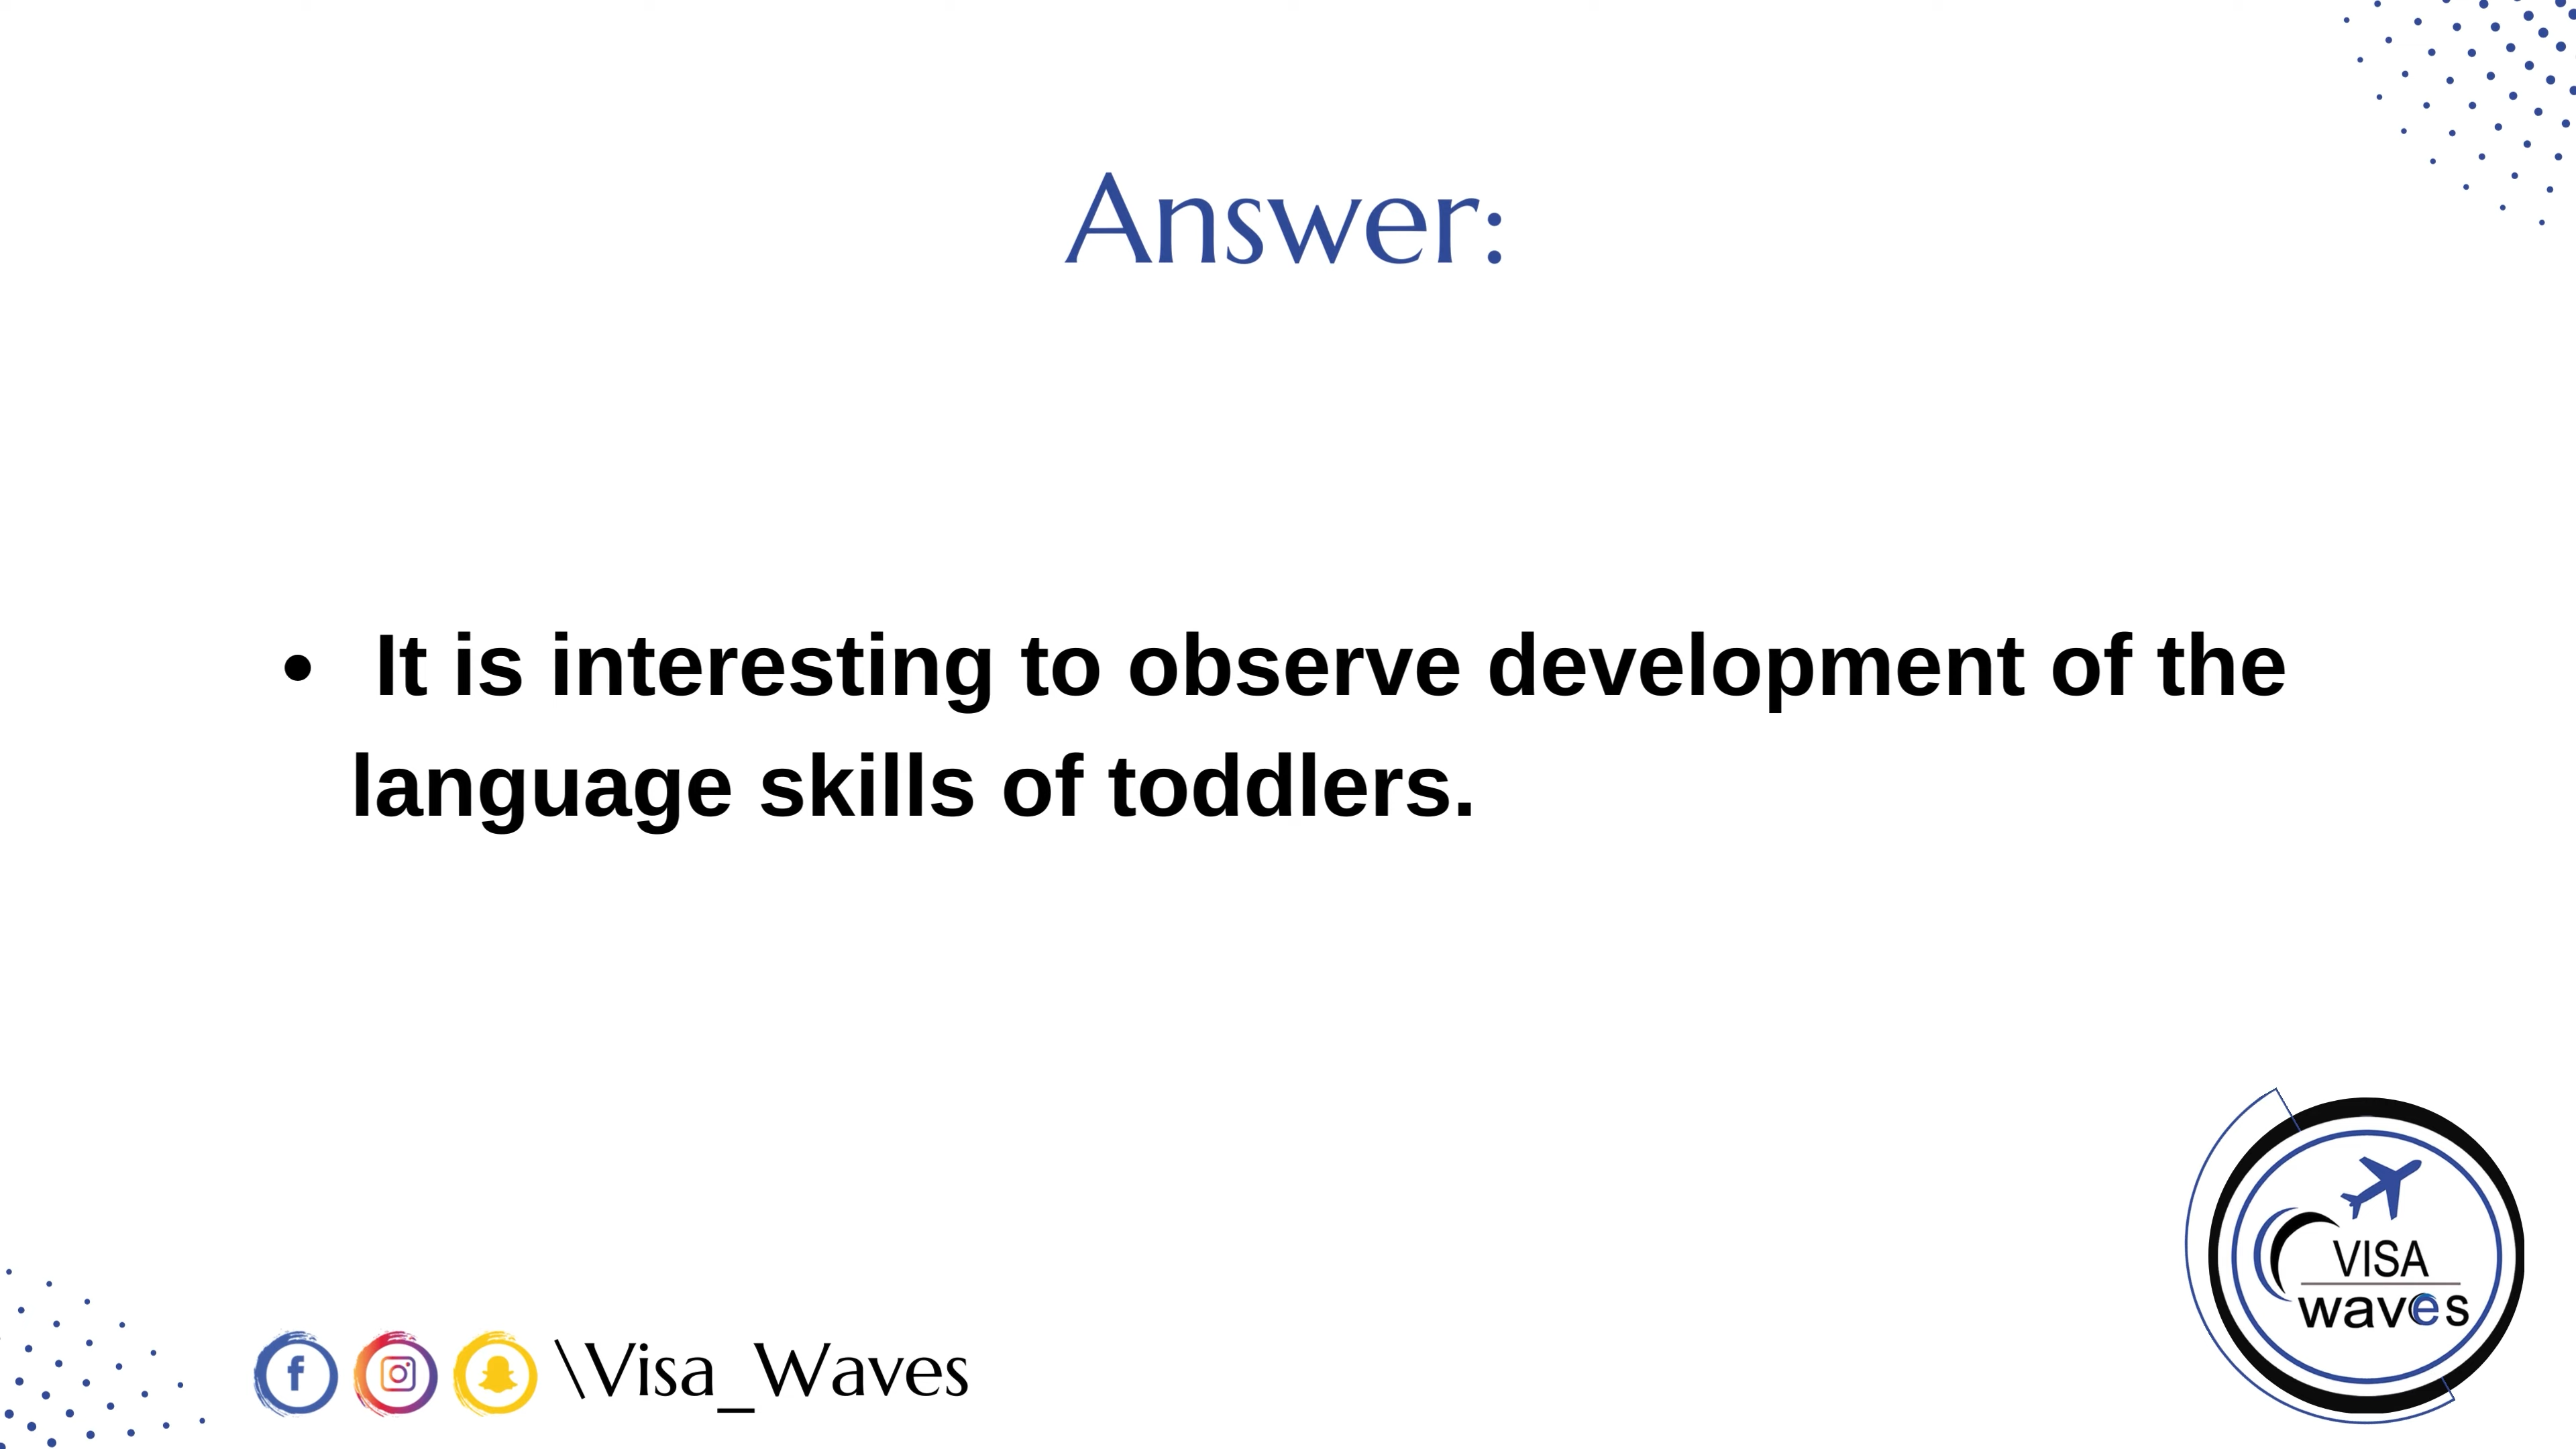 Answer:
• It is interesting to observe development of the
language skills of toddlers.
VISA
waves
\Visa_Waves